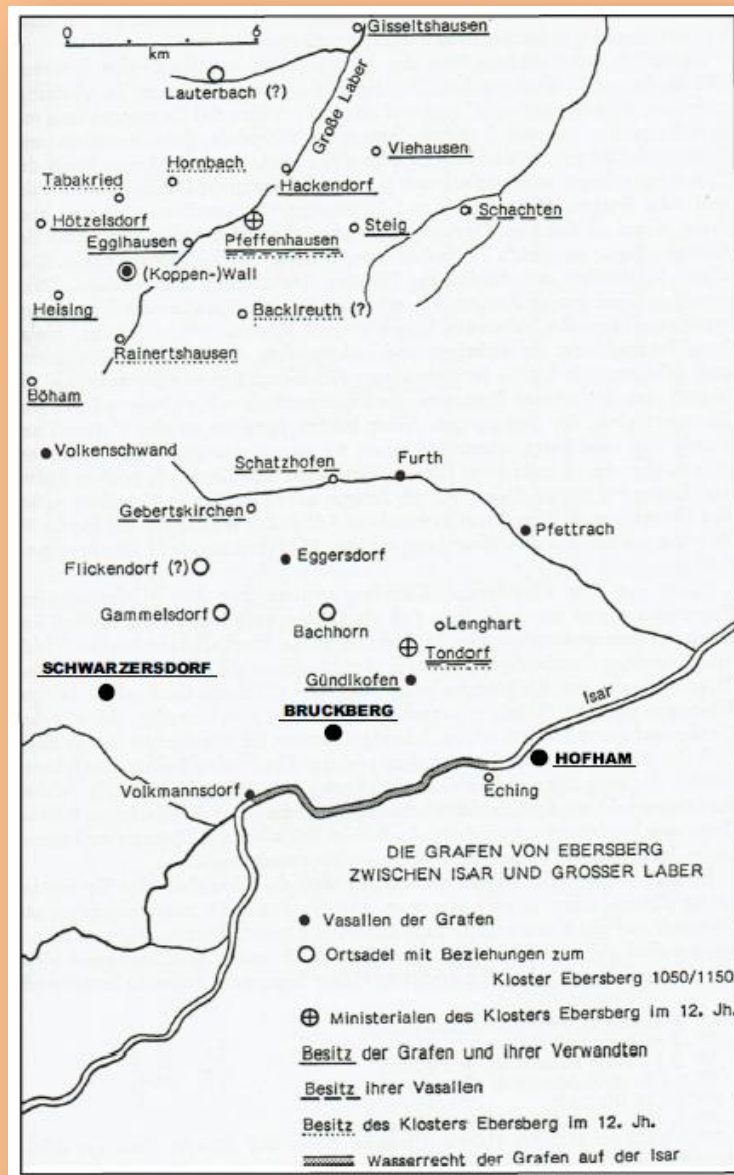 0 6
km
Gisseltshausen
Lauterbach (?)
Große Laber
Viehausen
Hornbach
Hackendorf
Tabakried
Schachten
Hötzelsdorf
Pfeffenhausen
Steig
Egglhausen
(Koppen-)Wall
Heising
Backlreuth (?)
Rainertshausen
Böham
Volkenschwand
Schatzhofen
Furth
Gebertskirchen
Pfettrach
Eggersdorf
Flickendorf (?)
Gammelsdorf
Bachhorn
Lenghart
Tondorf
SCHWARZERSDORF
Gündlkofen
Isar
BRUCKBERG
HOFHAM
Volkmannsdorf
Eching
DIE GRAFEN VON EBERSBERG
ZWISCHEN ISAR UND GROSSER LABER
Vasallen der Grafen
Ortsadel mit Beziehungen zum
Kloster Ebersberg 1050/1150
Ministerialen des Klosters Ebersberg im 12. Jh.
Besitz der Grafen und ihrer Verwandten
Besitz ihrer Vasallen
Besitz des Klosters Ebersberg im 12. Jh.
Wasserrecht der Grafen auf der Isar